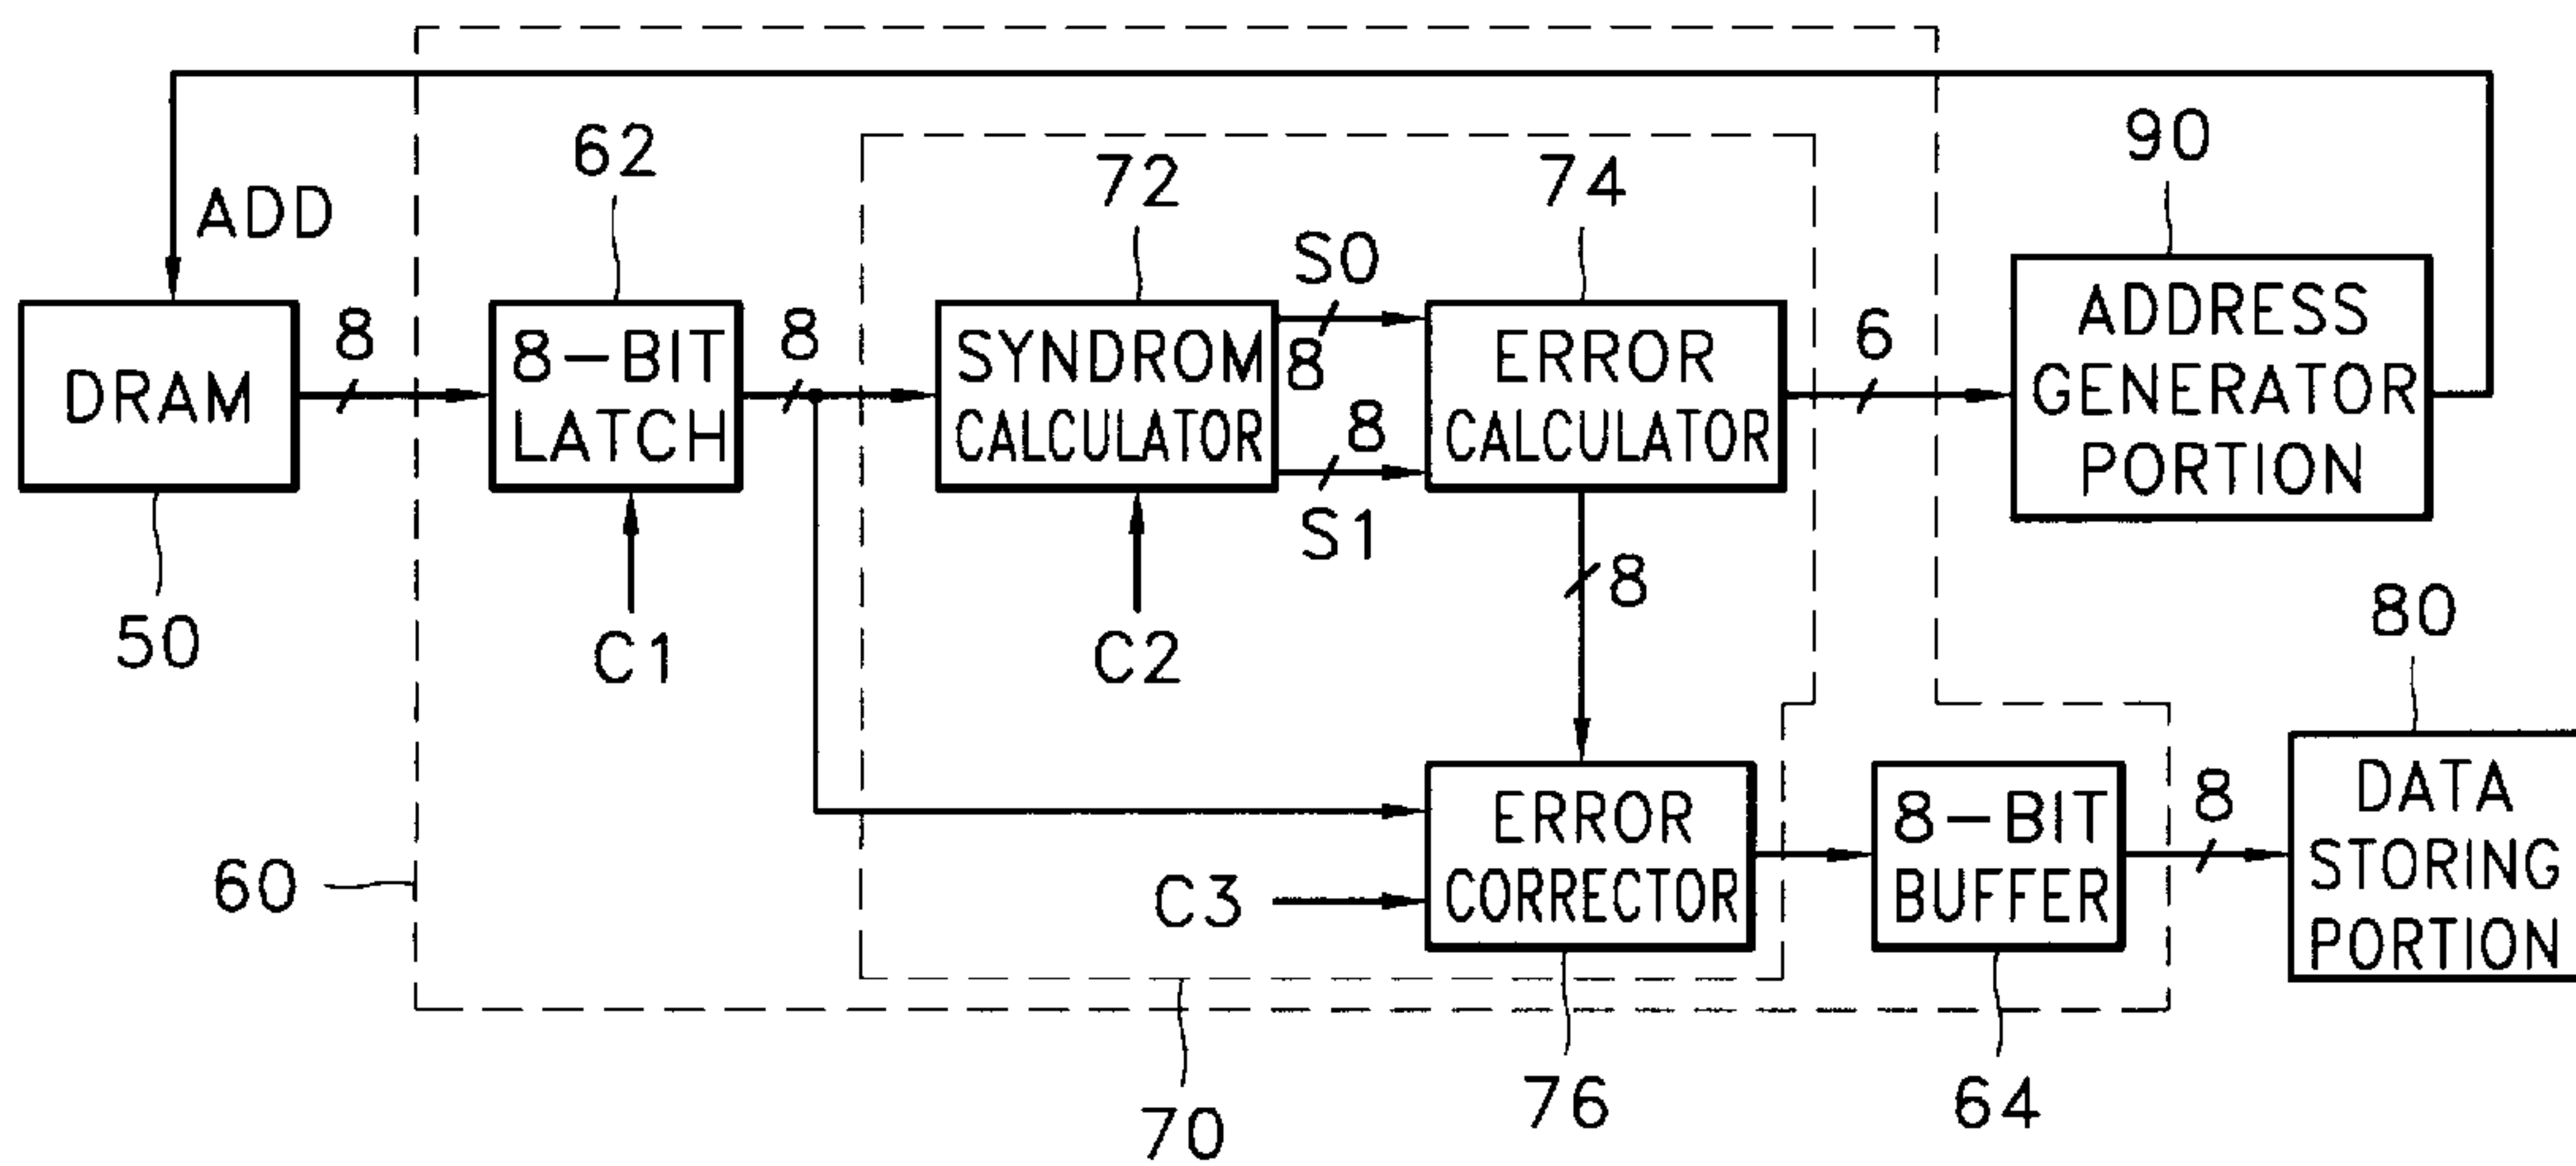 90
62
72
74
ADD
S0
ADDRESS
GENERATOR
PORTION
8
8
6
DRAM
8-BIT
LATCH
SYNDROM
CALCULATOR
8
8
ERROR
CALCULATOR
S1
50
C1
C2
8
80
60
C3
ERROR
CORRECTOR
8-BIT
BUFFER
8
DATA
STORING
PORTION
70
76
64